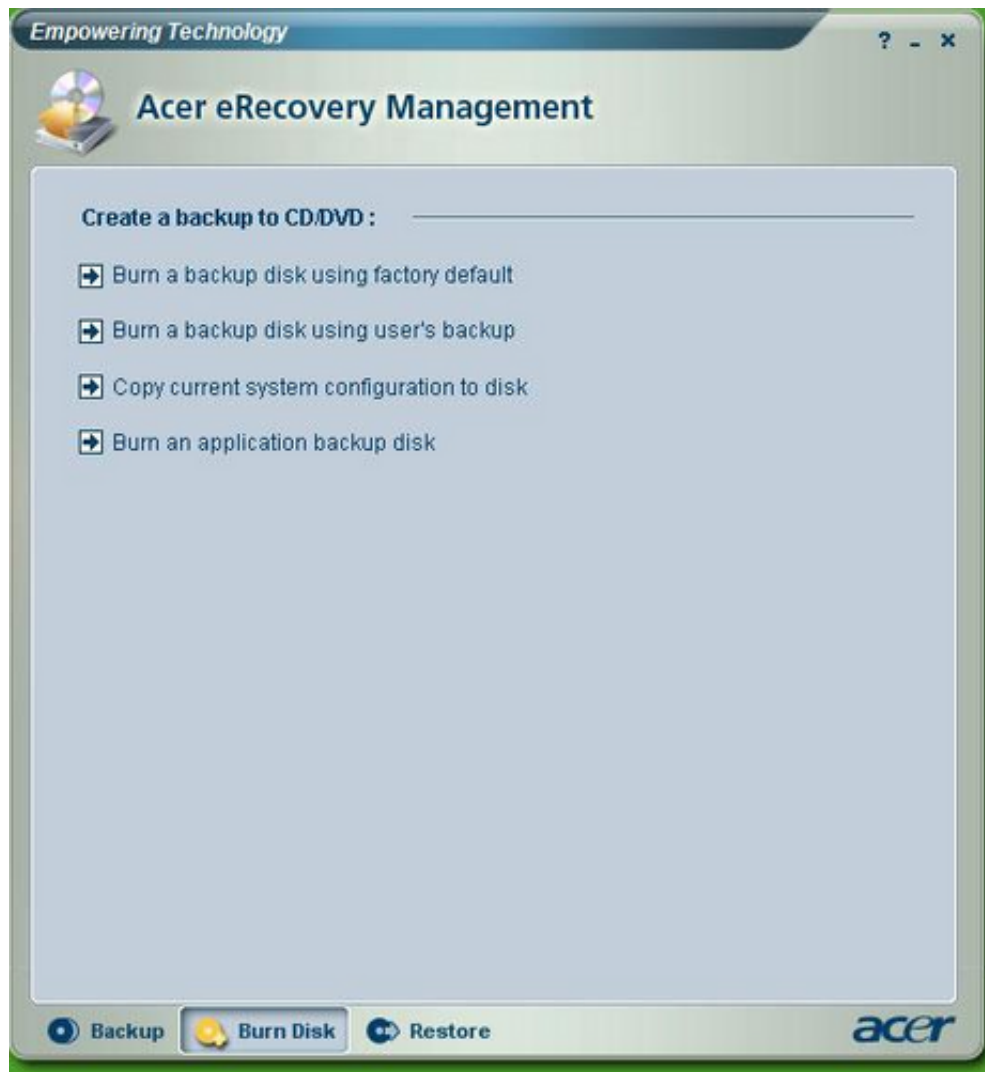 Empowering Technology
? - ×
Acer eRecovery Management
Create a backup to CD/DVD :
Burn a backup disk using factory default
Burn a backup disk using user's backup
Copy current system configuration to disk
Burn an application backup disk
Backup Burn Disk Restore acer